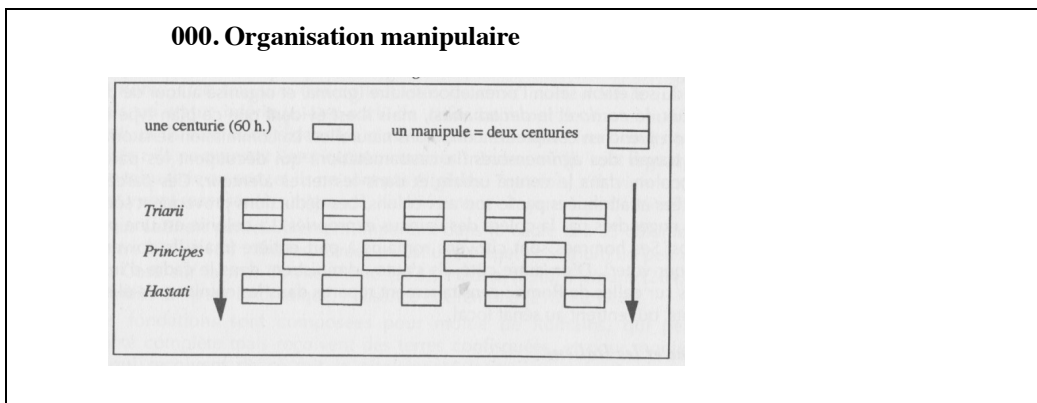 000. Organisation manipulaire
une centurie (60 h.) un manipule = deux centuries
Triarii
Principes
Hastati